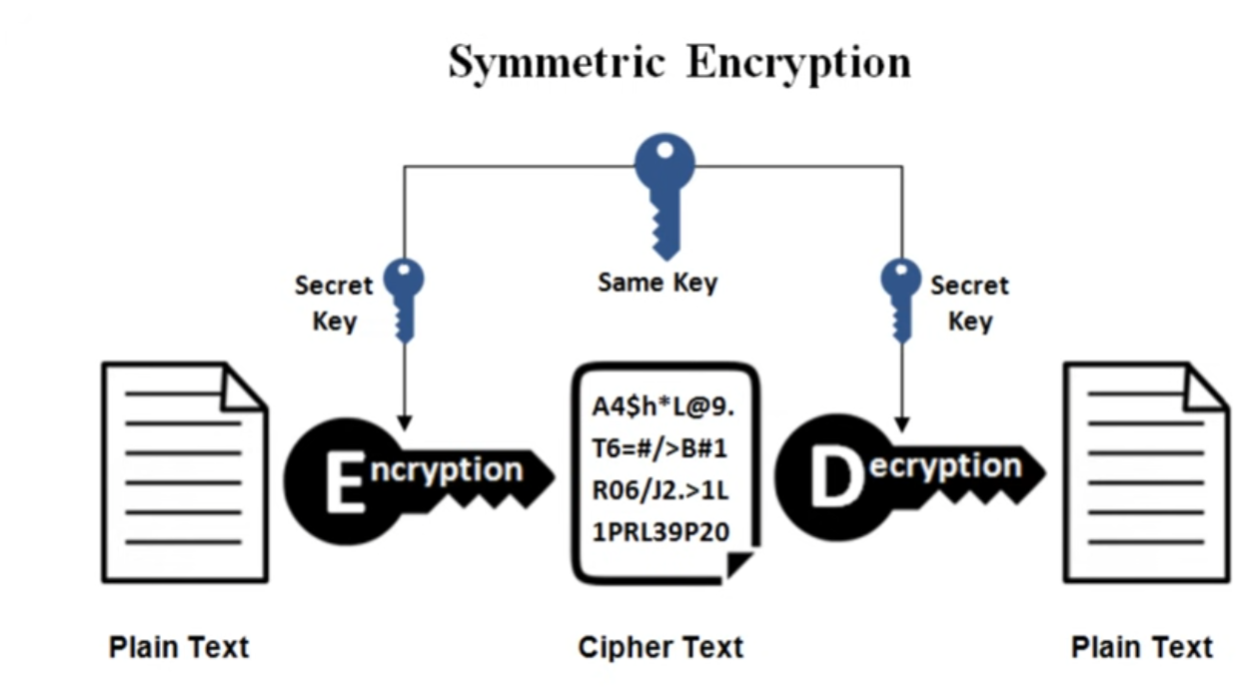 Symmetric Encryption
Secret
Key
Same Key
Secret
Key
Encryption
A4$h*L@9.
T6=#/>B#1
R06/J2.>1L
1PRL39P20
Decryption
Plain Text
Cipher Text
Plain Text